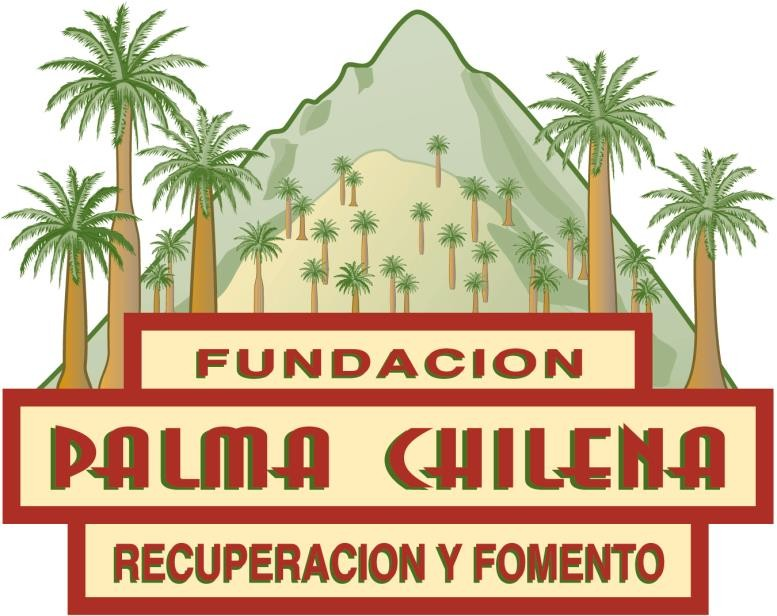 FUNDACION
PALMA CHILENA
RECUPERACION Y FOMENTO